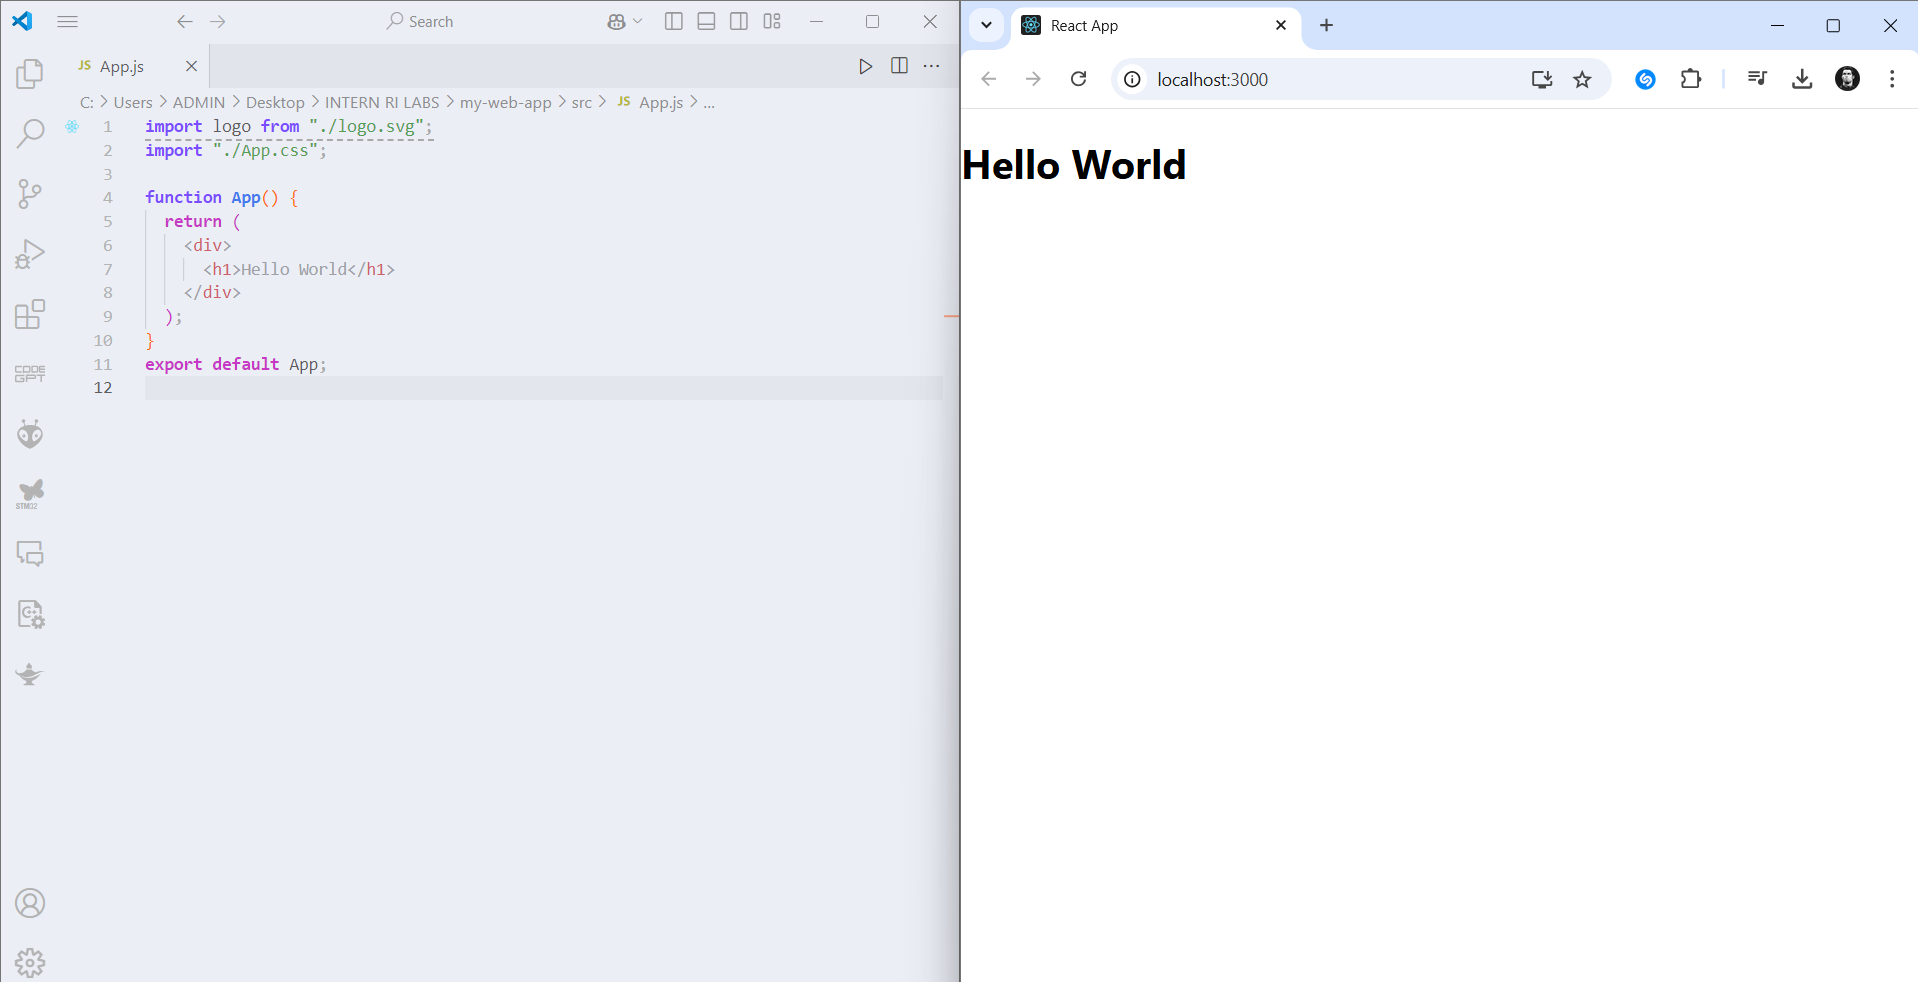 Search
JS App.js
C: > Users > ADMIN > Desktop > INTERN RI LABS > my-web-app > src > JS App.js > ...
1 import logo from "./logo.svg";
2 import "./App.css";
3
4 function App() {
5 return (
6 <div>
7 <h1>Hello World</h1>
8 </div>
9 );
10 }
11 export default App;
12
CODE
GPT
STM32
C++
React App
localhost:3000
Hello World